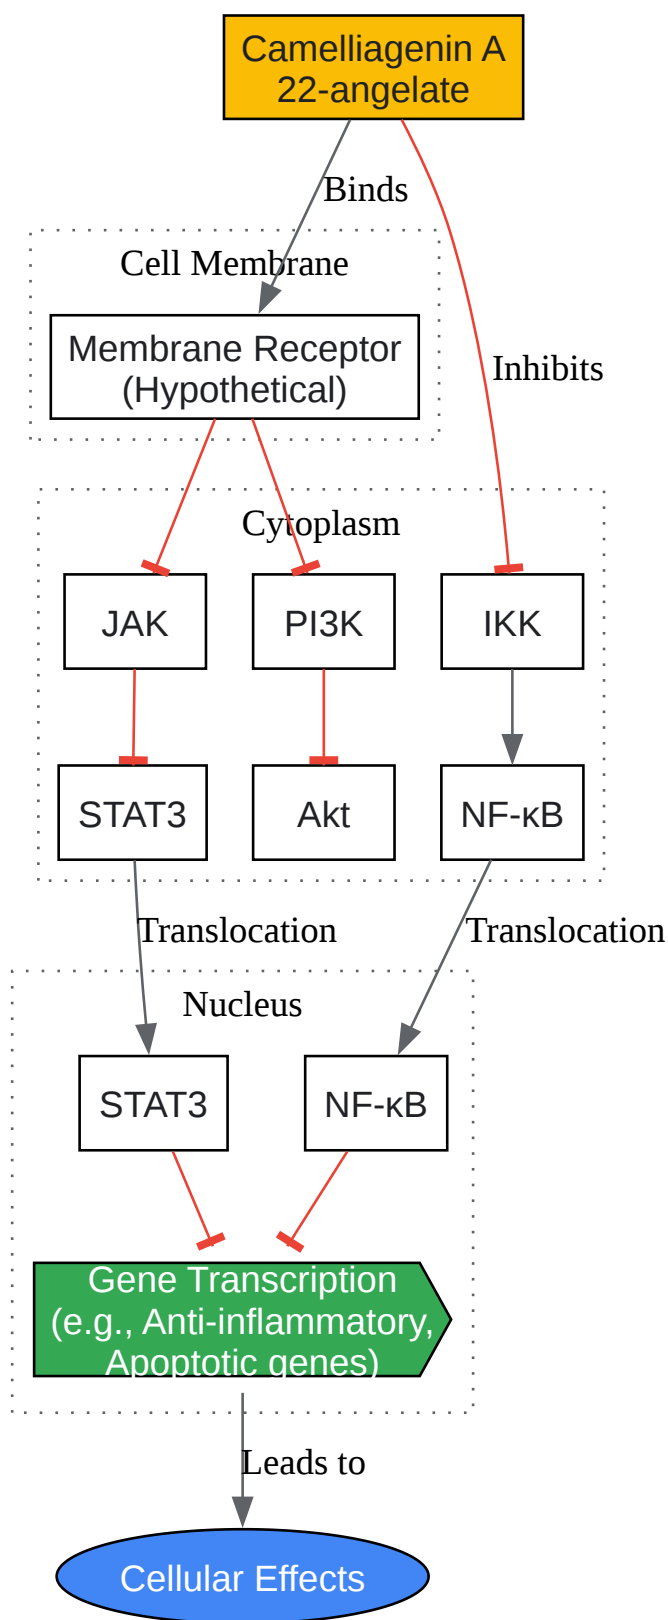 Camelliagenin A
22-angelate
Binds
Cell Membrane
Membrane Receptor
(Hypothetical)
Inhibits
Cytoplasm
JAK
PI3K
IKK
STAT3
Akt
NF-κB
Translocation
Translocation
Nucleus
STAT3
NF-κB
Gene Transcription
(e.g., Anti-inflammatory,
Apoptotic genes)
Leads to
Cellular Effects